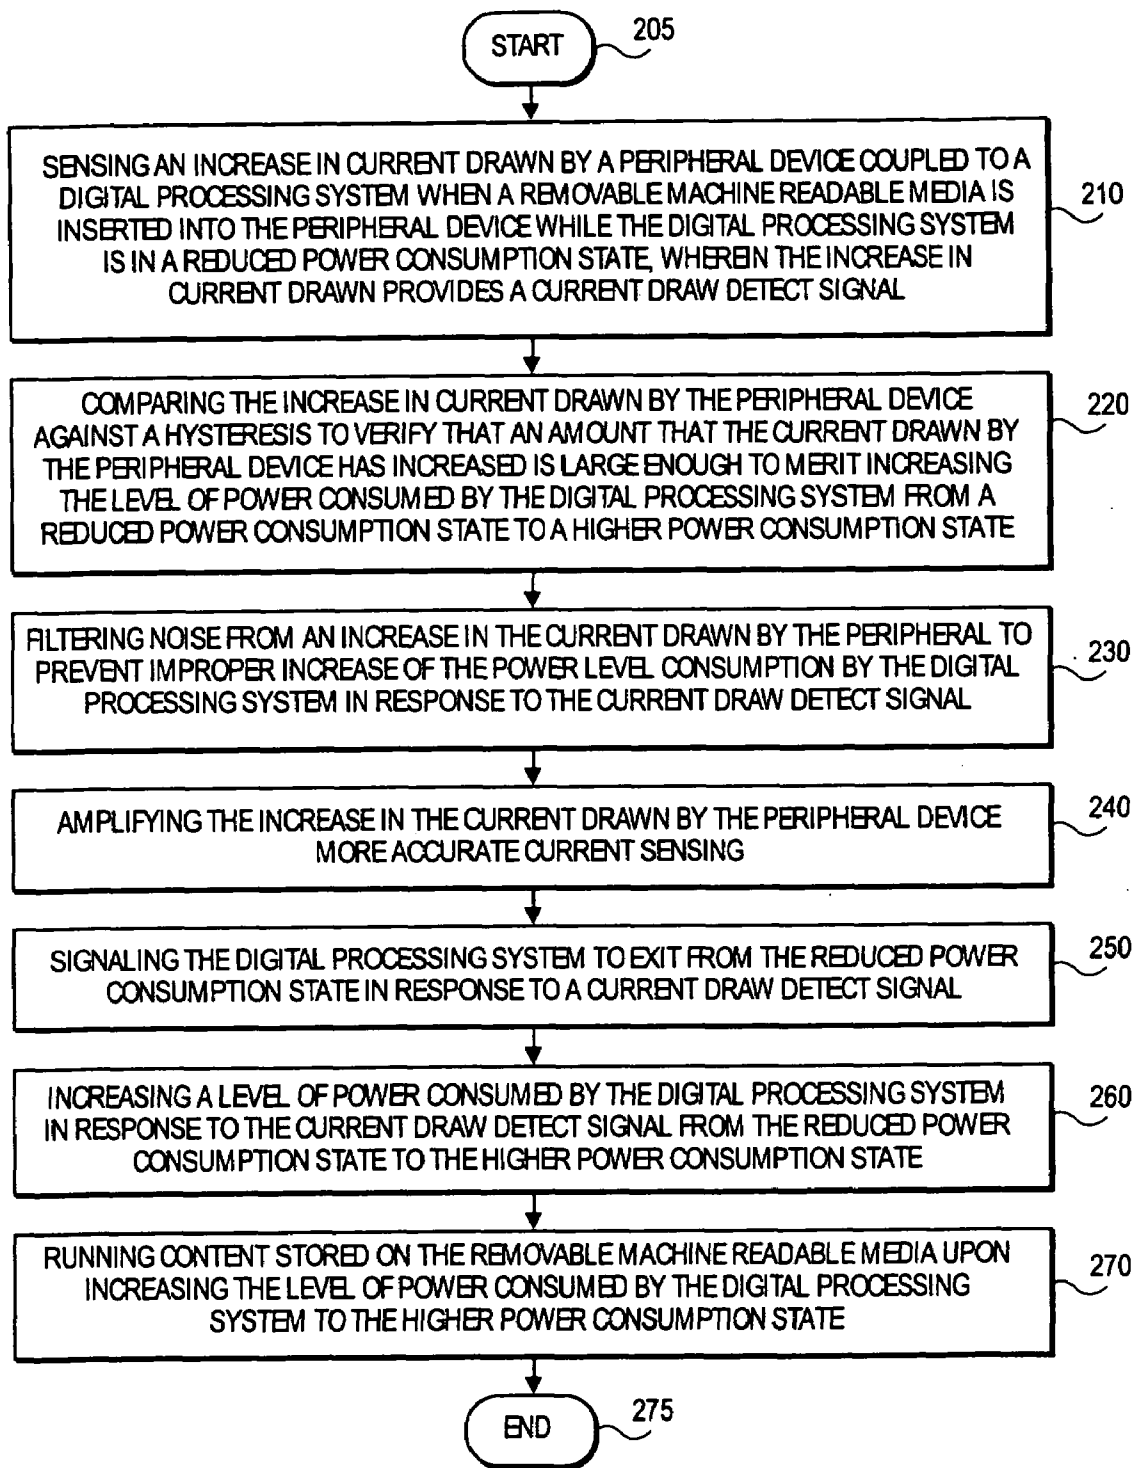 START
205
SENSING AN INCREASE IN CURRENT DRAWN BY A PERIPHERAL DEVICE COUPLED TO A
DIGITAL PROCESSING SYSTEM WHEN A REMOVABLE MACHINE READABLE MEDIA IS
INSERTED INTO THE PERIPHERAL DEVICE WHILE THE DIGITAL PROCESSING SYSTEM
IS IN A REDUCED POWER CONSUMPTION STATE, WHEREIN THE INCREASE IN
CURRENT DRAWN PROVIDES A CURRENT DRAW DETECT SIGNAL
210
COMPARING THE INCREASE IN CURRENT DRAWN BY THE PERIPHERAL DEVICE
AGAINST A HYSTERESIS TO VERIFY THAT AN AMOUNT THAT THE CURRENT DRAWN BY
THE PERIPHERAL DEVICE HAS INCREASED IS LARGE ENOUGH TO MERIT INCREASING
THE LEVEL OF POWER CONSUMED BY THE DIGITAL PROCESSING SYSTEM FROM A
REDUCED POWER CONSUMPTION STATE TO A HIGHER POWER CONSUMPTION STATE
220
FILTERING NOISE FROM AN INCREASE IN THE CURRENT DRAWN BY THE PERIPHERAL TO
PREVENT IMPROPER INCREASE OF THE POWER LEVEL CONSUMPTION BY THE DIGITAL
PROCESSING SYSTEM IN RESPONSE TO THE CURRENT DRAW DETECT SIGNAL
230
AMPLIFYING THE INCREASE IN THE CURRENT DRAWN BY THE PERIPHERAL DEVICE
MORE ACCURATE CURRENT SENSING
240
SIGNALING THE DIGITAL PROCESSING SYSTEM TO EXIT FROM THE REDUCED POWER
CONSUMPTION STATE IN RESPONSE TO A CURRENT DRAW DETECT SIGNAL
250
INCREASING A LEVEL OF POWER CONSUMED BY THE DIGITAL PROCESSING SYSTEM
IN RESPONSE TO THE CURRENT DRAW DETECT SIGNAL FROM THE REDUCED POWER
CONSUMPTION STATE TO THE HIGHER POWER CONSUMPTION STATE
260
RUNNING CONTENT STORED ON THE REMOVABLE MACHINE READABLE MEDIA UPON
INCREASING THE LEVEL OF POWER CONSUMED BY THE DIGITAL PROCESSING
SYSTEM TO THE HIGHER POWER CONSUMPTION STATE
270
END
275